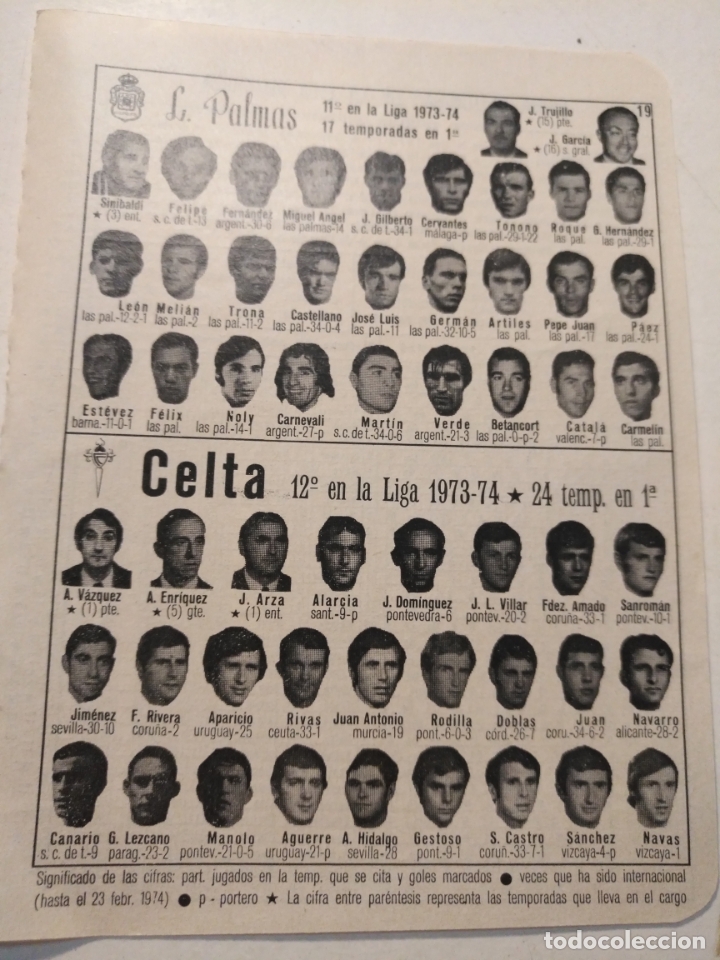 L. Palmas 11º en la Liga 1973-74
17 temporadas en 1ª
J. Trujillo
★ (15) pte.
J. García
★ (16) s. gral.
19
Sinibaldi Felipe Fernández Miguel Angel J. Gilberto Cervantes Tonono Roque G. Hernández
★ (3) ent. s. c. de t.-13 argent.-30-6 las palmas-14 s. c. de t.-34-1 málaga-p las pal.-29-1-22 las pal. las pal.-29-1
León Melián Trona Castellano José Luis Germán Artiles Pepe Juan Páez
las pal.-12-2-1 las pal.-2 las pal.-11-2 las pal.-34-0-4 las pal.-11 las pal.-32-10-5 las pal. las pal.-17 las pal.-24-1
Estévez Félix Noly Carnevali Martín Verde Betancort Catalá Carmelin
barna.-11-0-1 las pal. las pal.-14-1 argent.-27-p s. c. de t.-34-0-6 argent.-21-3 las pal.-0-p-2 valenc.-7-p las pal.
Celta 12º en la Liga 1973-74 ★ 24 temp. en 1ª
A. Vázquez A. Enríquez J. Arza Alarcia J. Domínguez J. L. Villar Fdez. Amado Sanromán
★ (1) pte. ★ (5) gte. ★ (1) ent. sant.-9-p pontevedra-6 pontev.-20-2 coruña-33-1 pontev.-10-1
Jiménez F. Rivera Aparicio Rivas Juan Antonio Rodilla Doblas Juan Navarro
sevilla-30-10 coruña-2 uruguay-25 ceuta-33-1 murcia-19 pont.-6-0-3 córd.-26-7 coru.-34-6-2 alicante-28-2
Canario G. Lezcano Manolo Aguerre A. Hidalgo Gestoso S. Castro Sánchez Navas
s. c. de t.-9 parag.-23-2 pontev.-21-0-5 uruguay-21-p sevilla-28 pont.-9-1 coruñ.-33-7-1 vizcaya-4-p vizcaya-1
Significado de las cifras: part. jugados en la temp. que se cita y goles marcados ● veces que ha sido internacional
(hasta el 23 febr. 1974) ● p - portero ★ La cifra entre paréntesis representa las temporadas que lleva en el cargo
todocoleccion